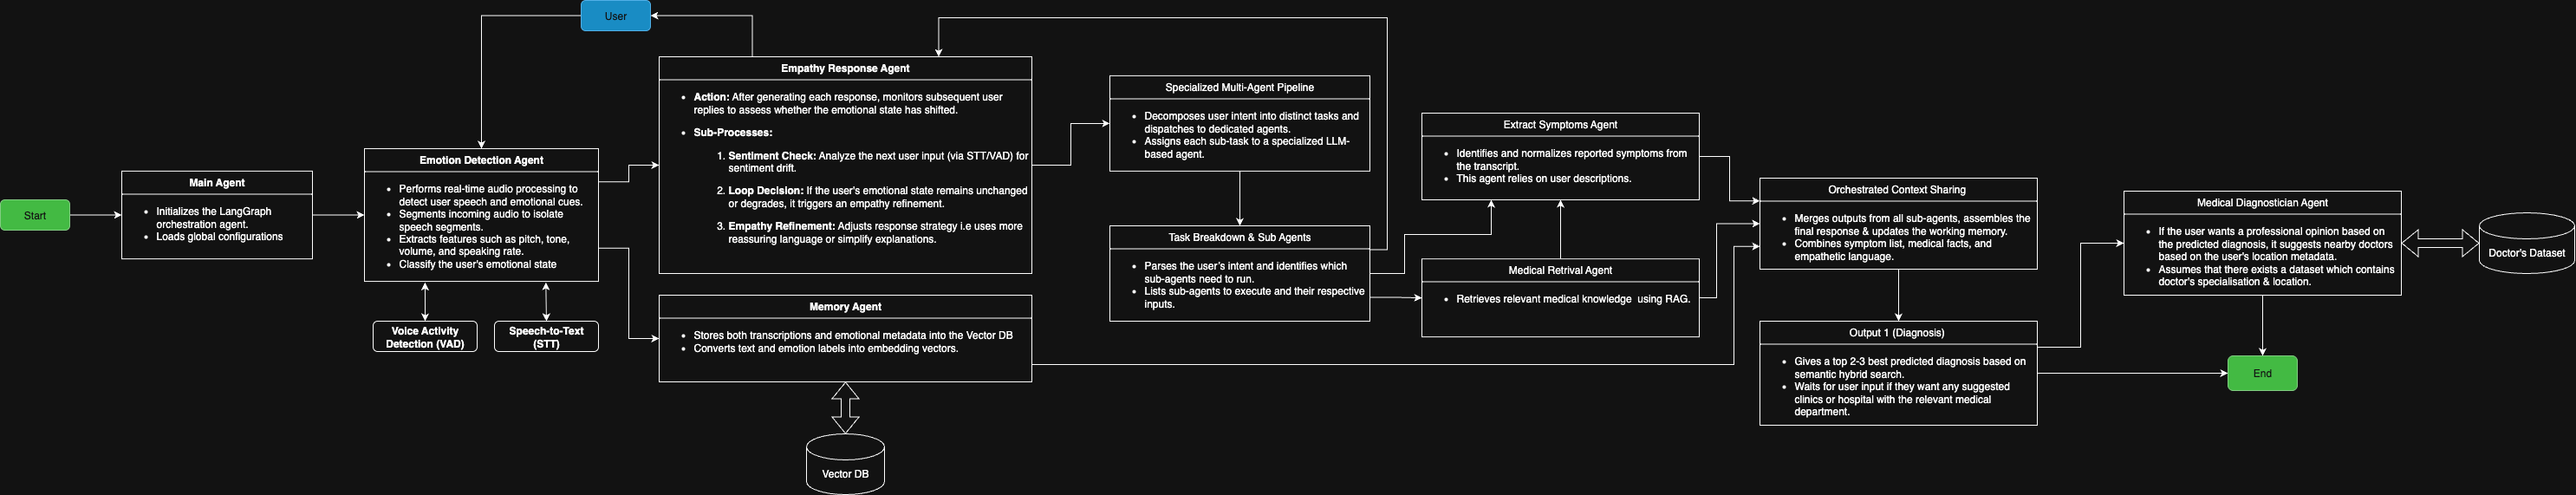 User
Start
Main Agent
• Initializes the LangGraph
orchestration agent.
• Loads global configurations
Emotion Detection Agent
• Performs real-time audio processing to
detect user speech and emotional cues.
• Segments incoming audio to isolate
speech segments.
• Extracts features such as pitch, tone,
volume, and speaking rate.
• Classify the user's emotional state
Voice Activity
Detection (VAD)
Speech-to-Text
(STT)
Empathy Response Agent
• Action: After generating each response, monitors subsequent user
replies to assess whether the emotional state has shifted.
• Sub-Processes:
1. Sentiment Check: Analyze the next user input (via STT/VAD) for
sentiment drift.
2. Loop Decision: If the user's emotional state remains unchanged
or degrades, it triggers an empathy refinement.
3. Empathy Refinement: Adjusts response strategy i.e uses more
reassuring language or simplify explanations.
Memory Agent
• Stores both transcriptions and emotional metadata into the Vector DB
• Converts text and emotion labels into embedding vectors.
Vector DB
Specialized Multi-Agent Pipeline
• Decomposes user intent into distinct tasks and
dispatches to dedicated agents.
• Assigns each sub-task to a specialized LLM-
based agent.
Task Breakdown & Sub Agents
• Parses the user's intent and identifies which
sub-agents need to run.
• Lists sub-agents to execute and their respective
inputs.
Extract Symptoms Agent
• Identifies and normalizes reported symptoms from
the transcript.
• This agent relies on user descriptions.
Medical Retrival Agent
• Retrieves relevant medical knowledge using RAG.
Orchestrated Context Sharing
• Merges outputs from all sub-agents, assembles the
final response & updates the working memory.
• Combines symptom list, medical facts, and
empathetic language.
Output 1 (Diagnosis)
• Gives a top 2-3 best predicted diagnosis based on
semantic hybrid search.
• Waits for user input if they want any suggested
clinics or hospital with the relevant medical
department.
Medical Diagnostician Agent
• If the user wants a professional opinion based on
the predicted diagnosis, it suggests nearby doctors
based on the user's location metadata.
• Assumes that there exists a dataset which contains
doctor's specialisation & location.
Doctor's Dataset
End